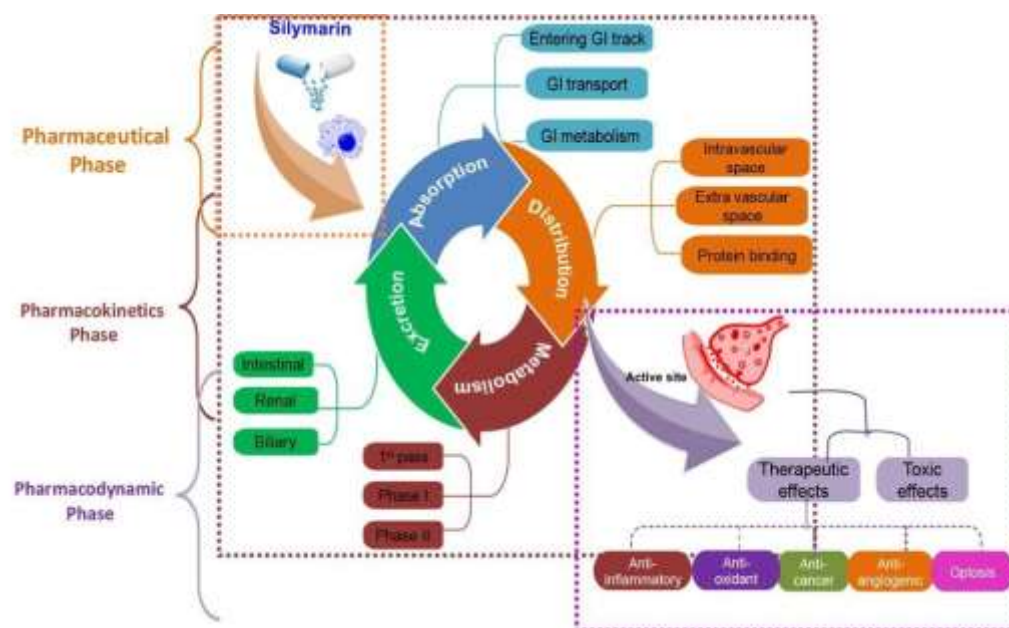 Silymarin
Pharmaceutical
Phase
Pharmacokinetics
Phase
Pharmacodynamic
Phase
Entering GI track
GI transport
GI metabolism
Absorption
Distribution
Metabolism
Excretion
Intravascular
space
Extra vascular
space
Protein binding
Intestinal
Renal
Biliary
1st pass
Phase I
Phase II
Active site
Therapeutic
effects
Toxic
effects
Anti-
inflammatory
Anti-
oxidant
Anti-
cancer
Anti-
angiogenic
Optosis